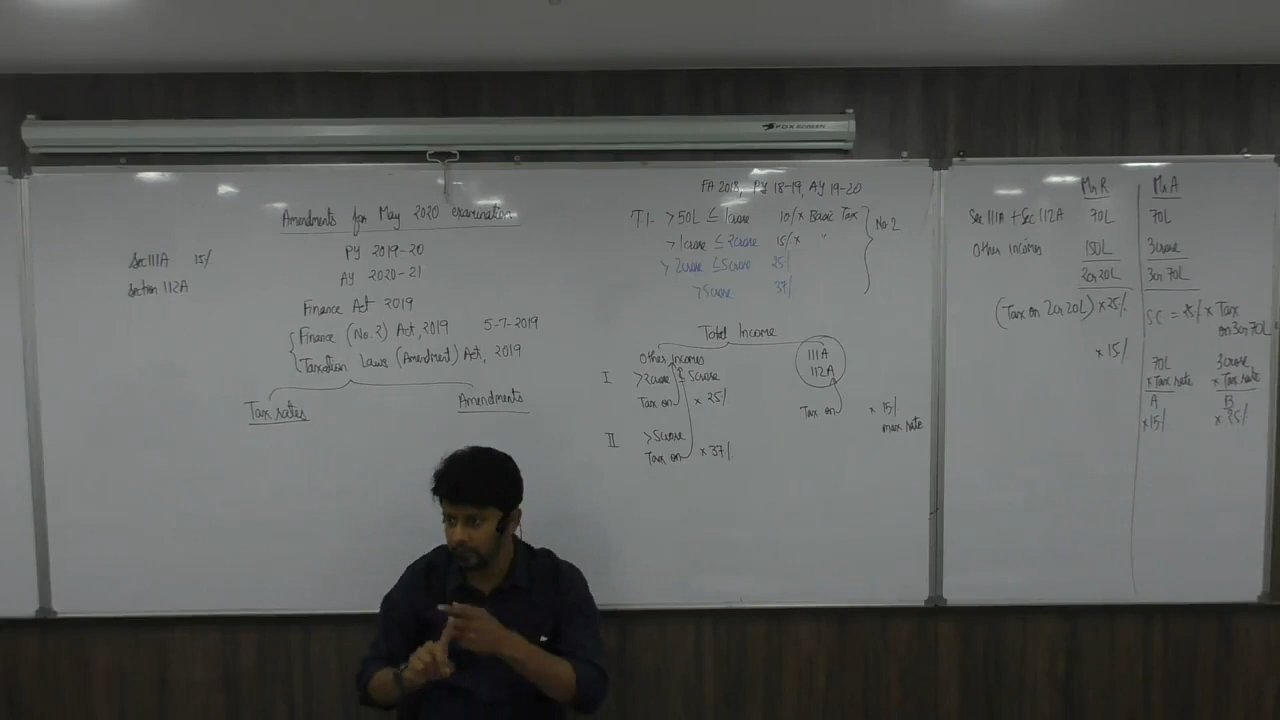 FOX SCREEN
Amendments for May 2020 examination
PY 2019-20
AY 2020-21
Sec 111A 15%
Section 112A
Finance Act 2019
Finance (No.2) Act, 2019 5-7-2019
Taxation Laws (Amendment) Act, 2019
Tax rates
Amendments
FA 2018, PY 18-19, AY 19-20
T.I. >50L ≤ 1crore 10% x Basic Tax
>1crore ≤ 2crore 15% x "
>2crore ≤ 5crore 25%
>5crore 37%
No.2
Total Income
Other incomes
111A
112A
I >2crore ≤ 5crore
Tax on x 25%
Tax on x 15%
max rate
II >5crore
Tax on x 37%
Mr R Mr A
Sec 111A + Sec 112A 70L 70L
Other incomes 150L 3crore
2cr 20L 3cr 70L
(Tax on 2cr 20L) x 25%
x 15%
SC = 25% x Tax
on 3cr 70L
70L 3crore
x Tax rate x Tax rate
A B
x 15% x 25%